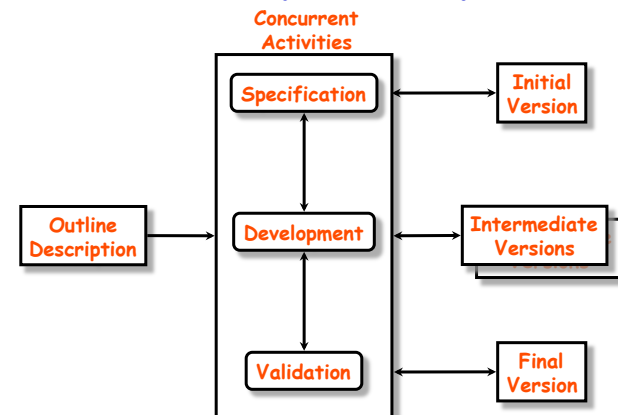 Concurrent
Activities
Specification
Initial
Version
Outline
Description
Development
Intermediate
Versions
Validation
Final
Version